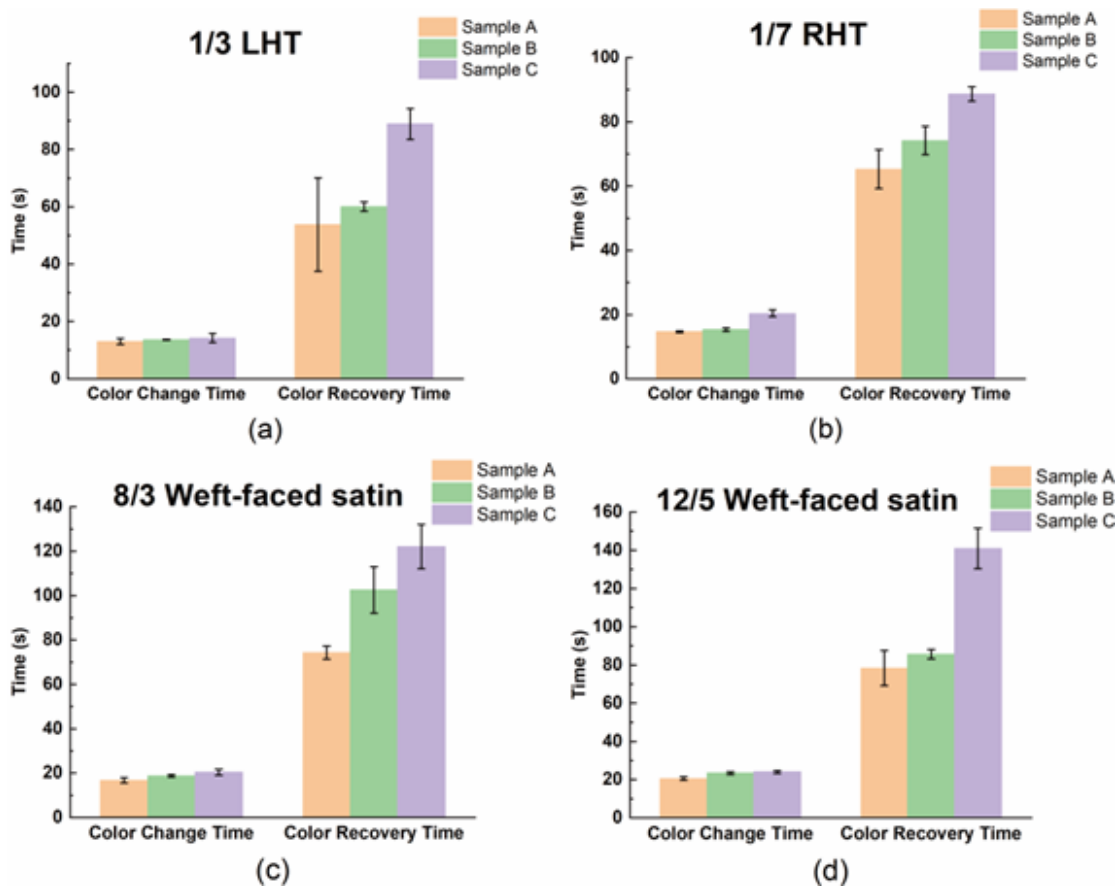 1/3 LHT
Sample A
Sample B
Sample C
Time (s)
100
80
60
40
20
0
Color Change Time
Color Recovery Time
(a)
1/7 RHT
Sample A
Sample B
Sample C
Time (s)
100
80
60
40
20
0
Color Change Time
Color Recovery Time
(b)
8/3 Weft-faced satin
Sample A
Sample B
Sample C
Time (s)
140
120
100
80
60
40
20
0
Color Change Time
Color Recovery Time
(c)
12/5 Weft-faced satin
Sample A
Sample B
Sample C
Time (s)
160
140
120
100
80
60
40
20
0
Color Change Time
Color Recovery Time
(d)